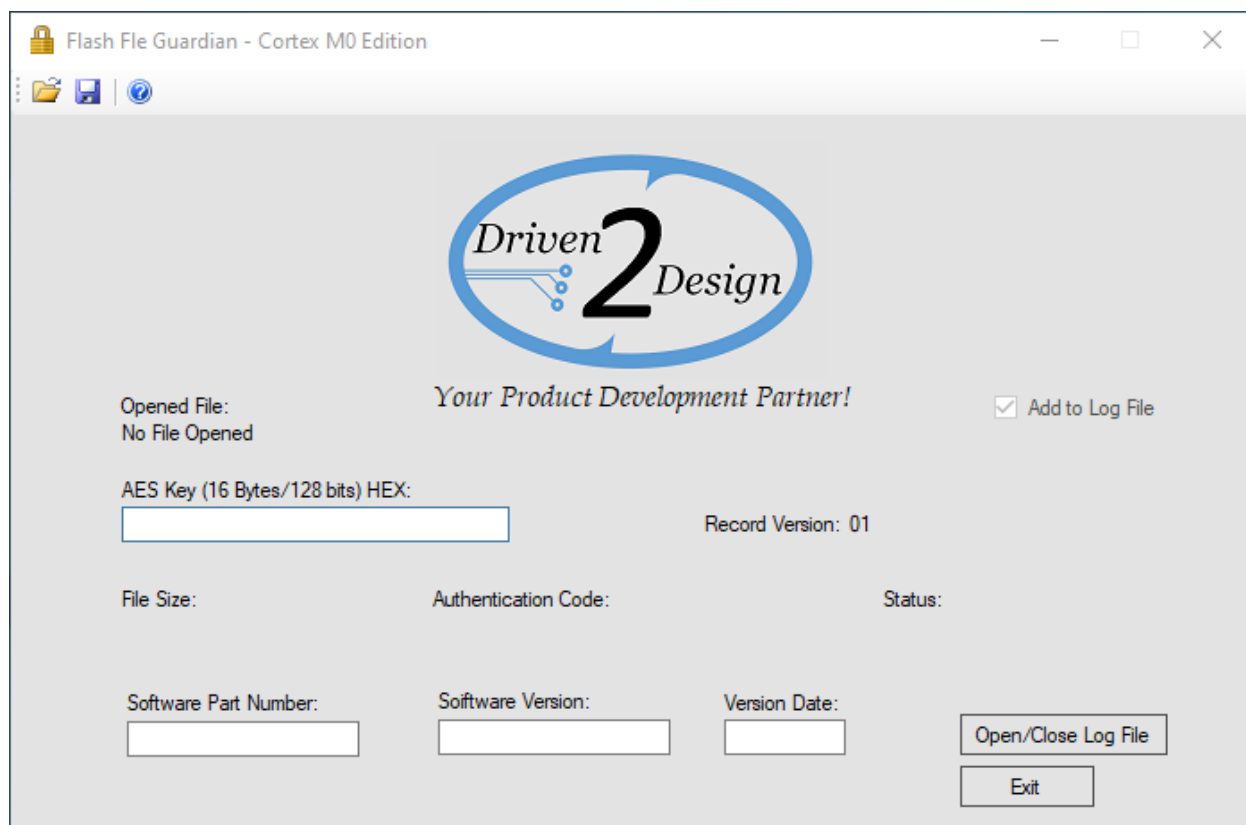 Flash Fle Guardian - Cortex M0 Edition
Driven
2
Design
Your Product Development Partner!
Opened File:
No File Opened
Add to Log File
AES Key (16 Bytes/128 bits) HEX:
Record Version: 01
File Size:
Authentication Code:
Status:
Software Part Number:
Soiftware Version:
Version Date:
Open/Close Log File
Exit